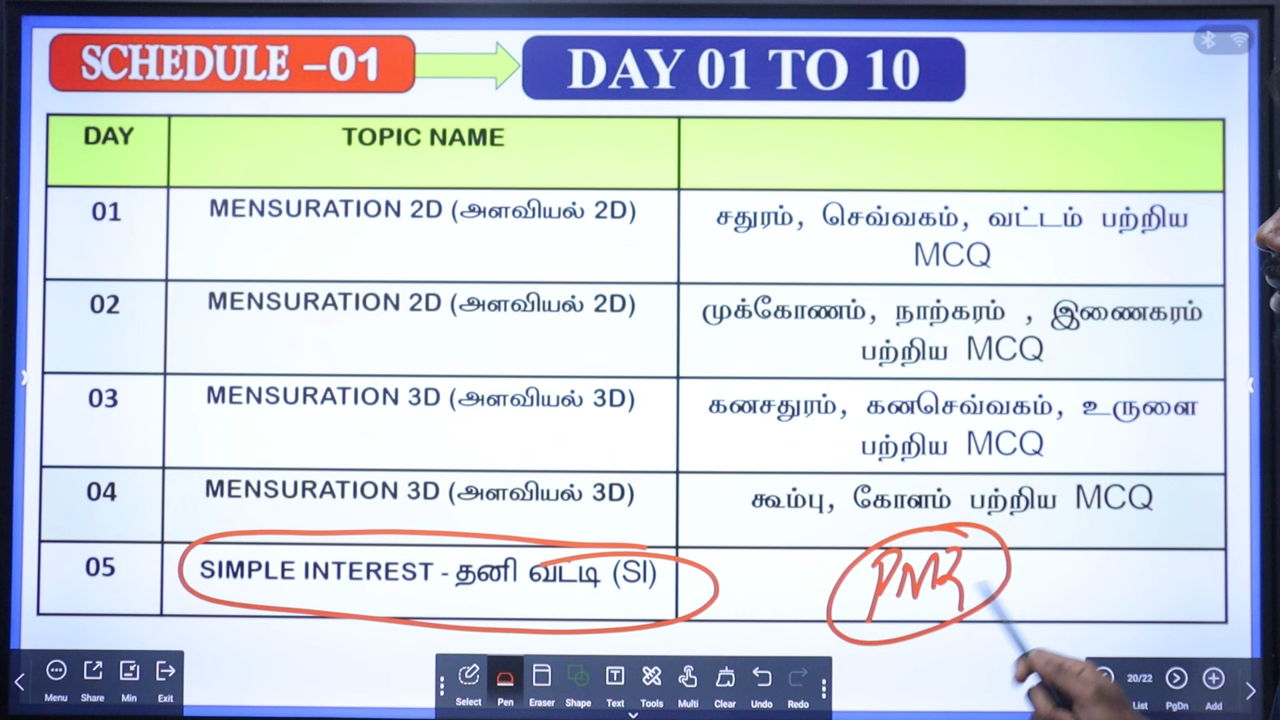 SCHEDULE –01
DAY 01 TO 10
DAY
TOPIC NAME
01
MENSURATION 2D (அளவியல் 2D)
சதுரம், செவ்வகம், வட்டம் பற்றிய
MCQ
02
MENSURATION 2D (அளவியல் 2D)
முக்கோணம், நாற்கரம் , இணைகரம்
பற்றிய MCQ
03
MENSURATION 3D (அளவியல் 3D)
கனசதுரம், கனசெவ்வகம், உருளை
பற்றிய MCQ
04
MENSURATION 3D (அளவியல் 3D)
கூம்பு, கோளம் பற்றிய MCQ
05
SIMPLE INTEREST - தனி வட்டி (SI)
Menu
Share
Min
Exit
Select
Pen
Eraser
Shape
Text
Tools
Multi
Clear
Undo
Redo
20/22
List
PgDn
Add